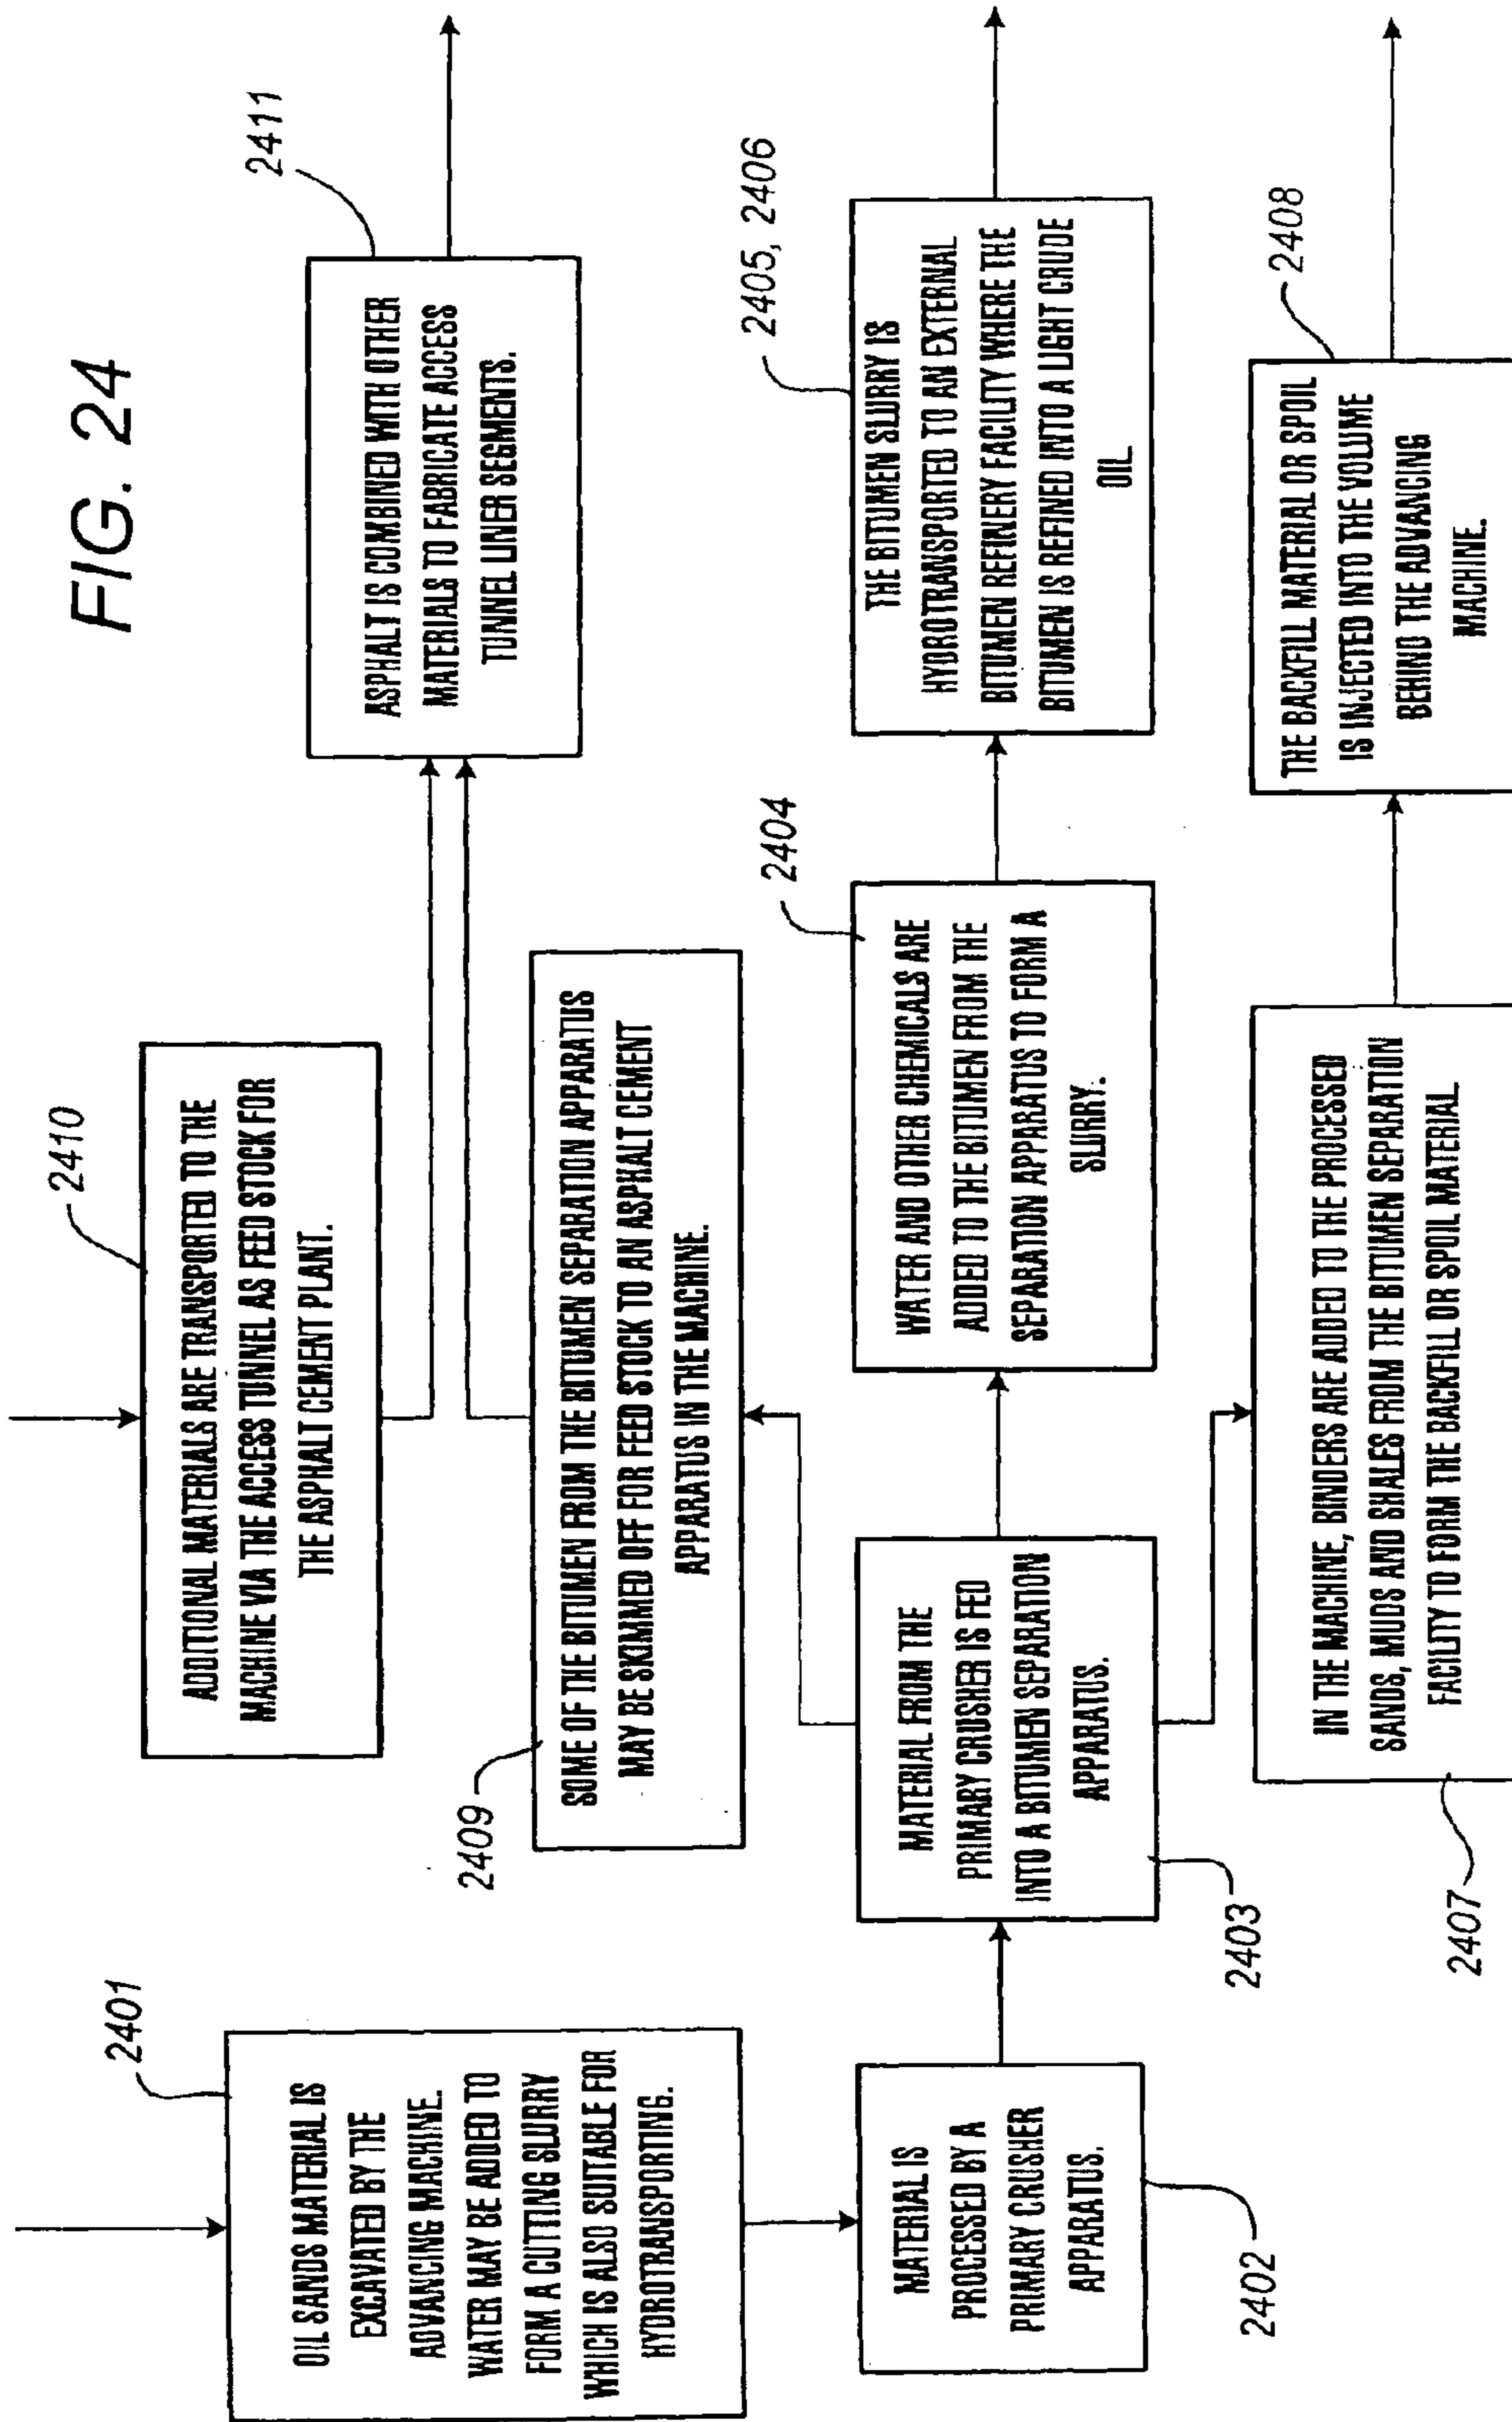 FIG. 24
2401
OIL SANDS MATERIAL IS
EXCAVATED BY THE
ADVANCING MACHINE.
WATER MAY BE ADDED TO
FORM A CUTTING SLURRY
WHICH IS ALSO SUITABLE FOR
HYDROTRANSPORTING.
MATERIAL IS
PROCESSED BY A
PRIMARY CRUSHER
APPARATUS.
2402
MATERIAL FROM THE
PRIMARY CRUSHER IS FED
INTO A BITUMEN SEPARATION
APPARATUS.
2403
2404
WATER AND OTHER CHEMICALS ARE
ADDED TO THE BITUMEN FROM THE
SEPARATION APPARATUS TO FORM A
SLURRY.
2405, 2406
THE BITUMEN SLURRY IS
HYDROTRANSPORTED TO AN EXTERNAL
BITUMEN REFINERY FACILITY WHERE THE
BITUMEN IS REFINED INTO A LIGHT CRUDE
OIL.
IN THE MACHINE, BINDERS ARE ADDED TO THE PROCESSED
SANDS, MUDS AND SHALES FROM THE BITUMEN SEPARATION
FACILITY TO FORM THE BACKFILL OR SPOIL MATERIAL
2407
2408
THE BACKFILL MATERIAL OR SPOIL
IS INJECTED INTO THE VOLUME
BEHIND THE ADVANCING
MACHINE.
2409
SOME OF THE BITUMEN FROM THE BITUMEN SEPARATION APPARATUS
MAY BE SKIMMED OFF FOR FEED STOCK TO AN ASPHALT CEMENT
APPARATUS IN THE MACHINE.
2410
ADDITIONAL MATERIALS ARE TRANSPORTED TO THE
MACHINE VIA THE ACCESS TUNNEL AS FEED STOCK FOR
THE ASPHALT CEMENT PLANT.
2411
ASPHALT IS COMBINED WITH OTHER
MATERIALS TO FABRICATE ACCESS
TUNNEL LINER SEGMENTS.